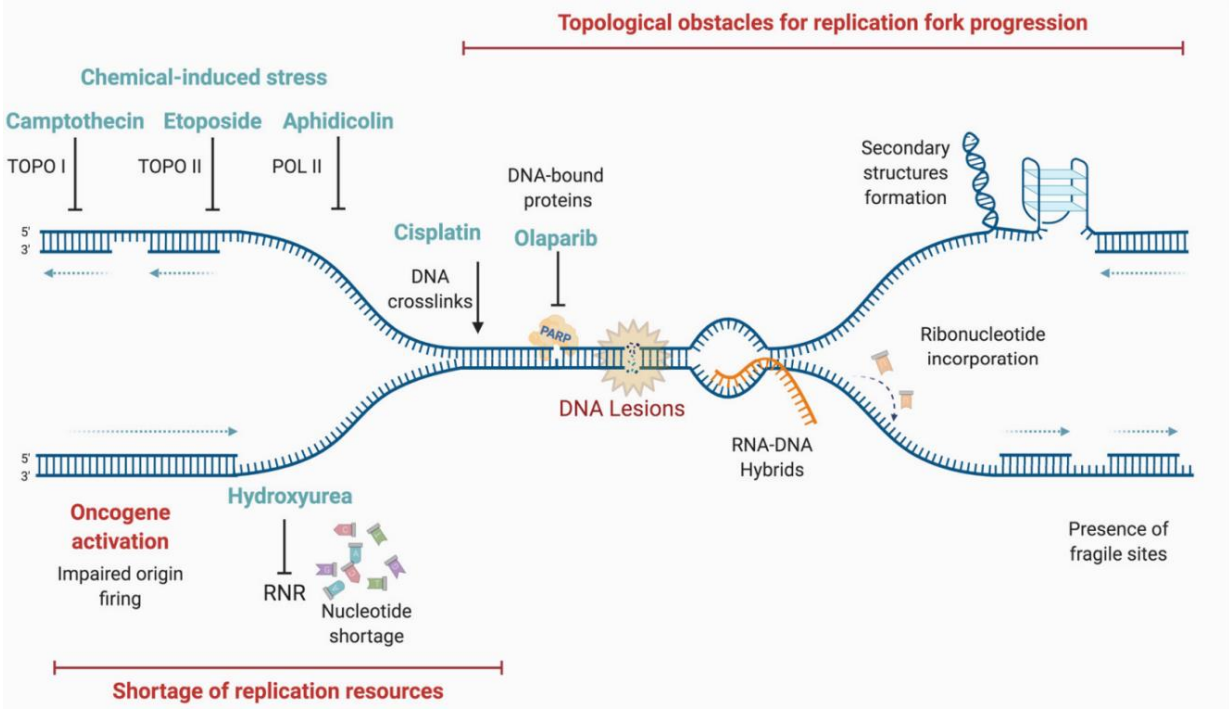 Topological obstacles for replication fork progression
Chemical-induced stress
Camptothecin Etoposide Aphidicolin
TOPO I TOPO II POL II
DNA-bound
proteins
Cisplatin Olaparib
DNA
crosslinks
PARP
DNA Lesions
Secondary
structures
formation
5'
3'
Ribonucleotide
incorporation
RNA-DNA
Hybrids
5'
3'
Oncogene
activation
Impaired origin
firing
Hydroxyurea
RNR
Nucleotide
shortage
Presence of
fragile sites
Shortage of replication resources